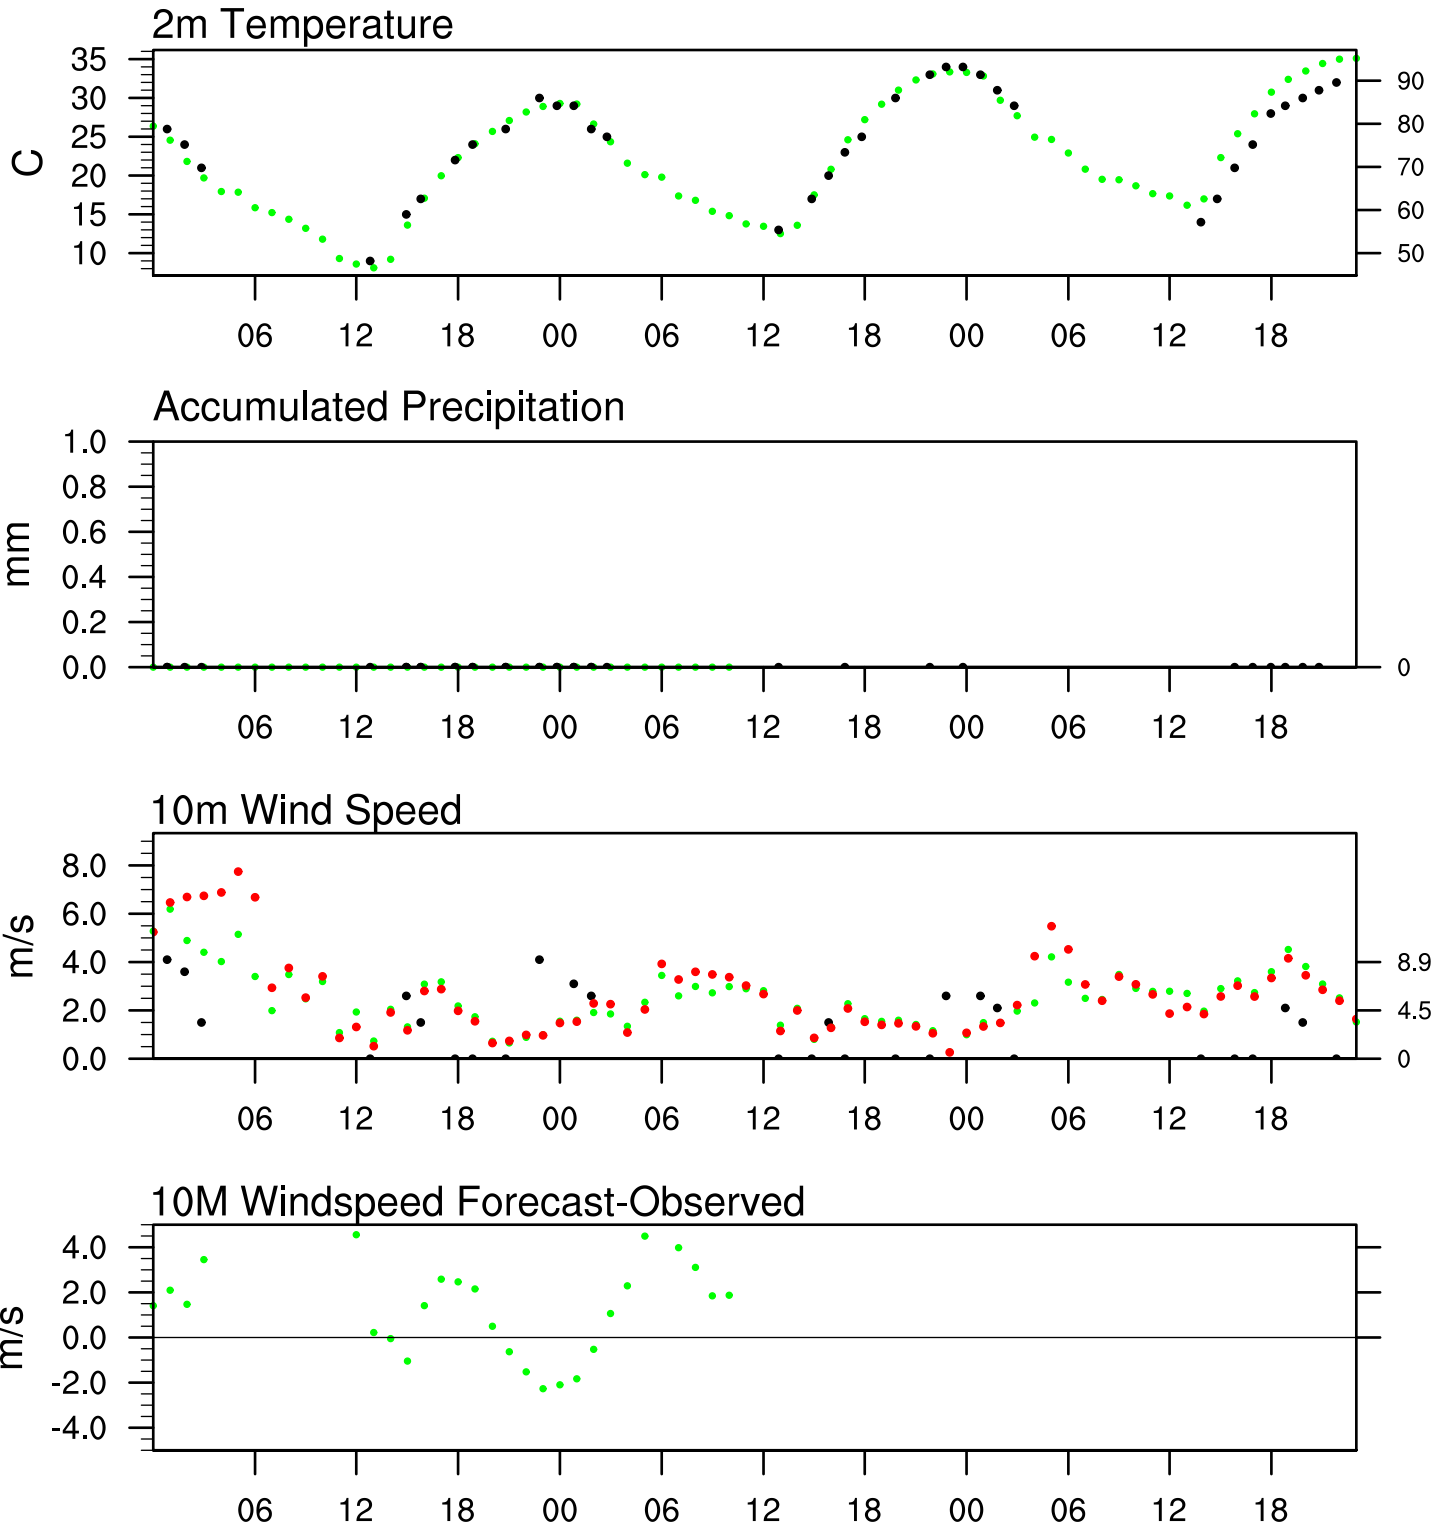 2m Temperature
35
30
25
20
15
10
C
90
80
70
60
50
06 12 18 00 06 12 18 00 06 12 18
Accumulated Precipitation
1.0
0.8
0.6
0.4
0.2
0.0
mm
0
06 12 18 00 06 12 18 00 06 12 18
10m Wind Speed
8.0
6.0
4.0
2.0
0.0
m/s
8.9
4.5
0
06 12 18 00 06 12 18 00 06 12 18
10M Windspeed Forecast-Observed
4.0
2.0
0.0
-2.0
-4.0
m/s
06 12 18 00 06 12 18 00 06 12 18